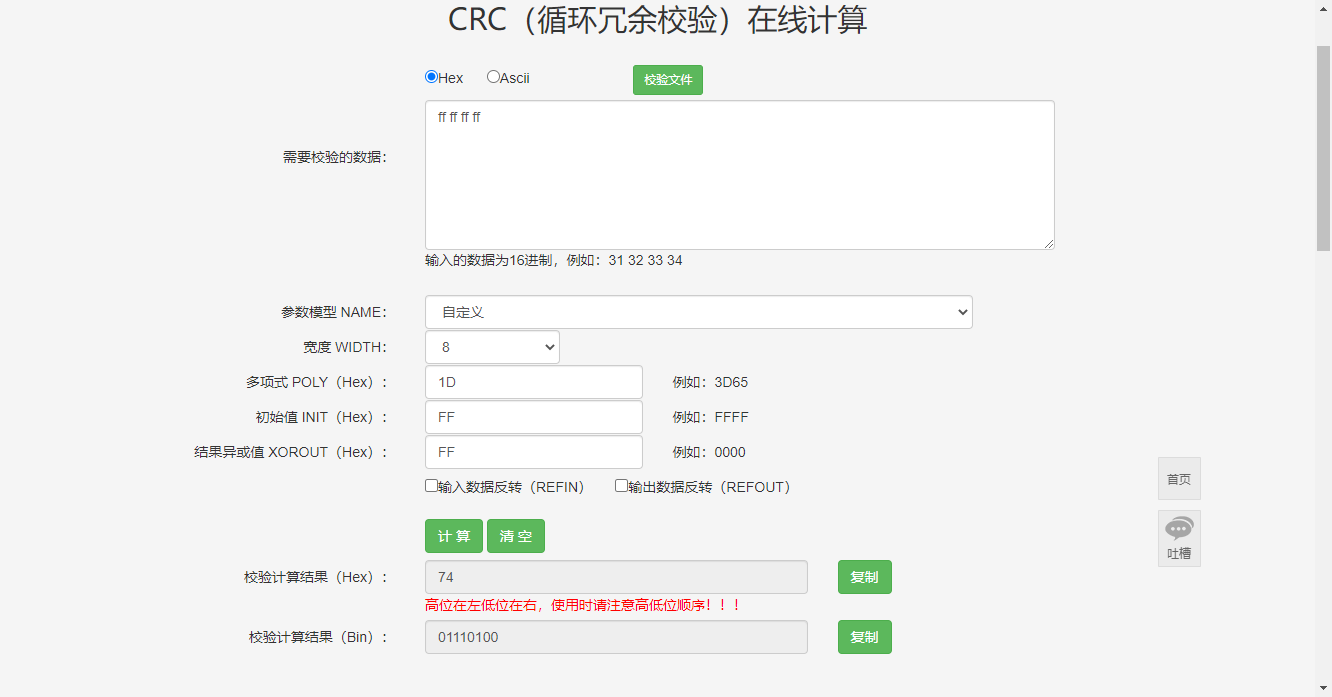 CRC（循环冗余校验）在线计算
Hex Ascii 校验文件
需要校验的数据：
ff ff ff ff
输入的数据为16进制，例如：31 32 33 34
参数模型 NAME： 自定义
宽度 WIDTH： 8
多项式 POLY（Hex）： 1D 例如：3D65
初始值 INIT（Hex）： FF 例如：FFFF
结果异或值 XOROUT（Hex）： FF 例如：0000
输入数据反转（REFIN） 输出数据反转（REFOUT）
首页
计 算 清 空
吐槽
校验计算结果（Hex）： 74 复制
高位在左低位在右，使用时请注意高低位顺序！！！
校验计算结果（Bin）： 01110100 复制